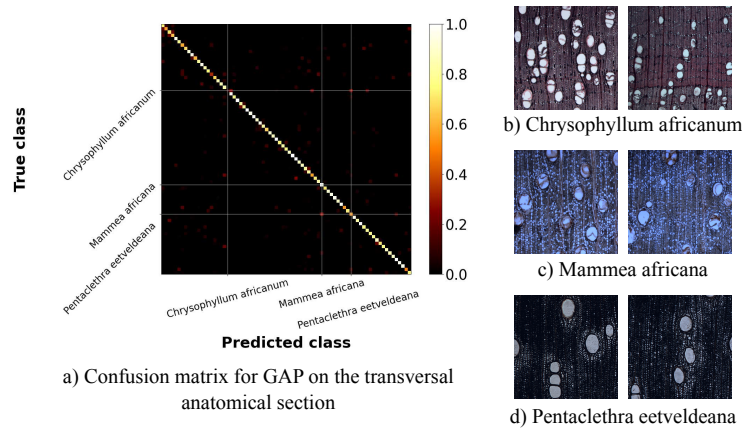 True class
Chrysophyllum africanum
Mammea africana
Pentaclethra eetveldeana
Chrysophyllum africanum
Mammea africana
Pentaclethra eetveldeana
Predicted class
1.0
0.8
0.6
0.4
0.2
0.0
a) Confusion matrix for GAP on the transversal
anatomical section
b) Chrysophyllum africanum
c) Mammea africana
d) Pentaclethra eetveldeana